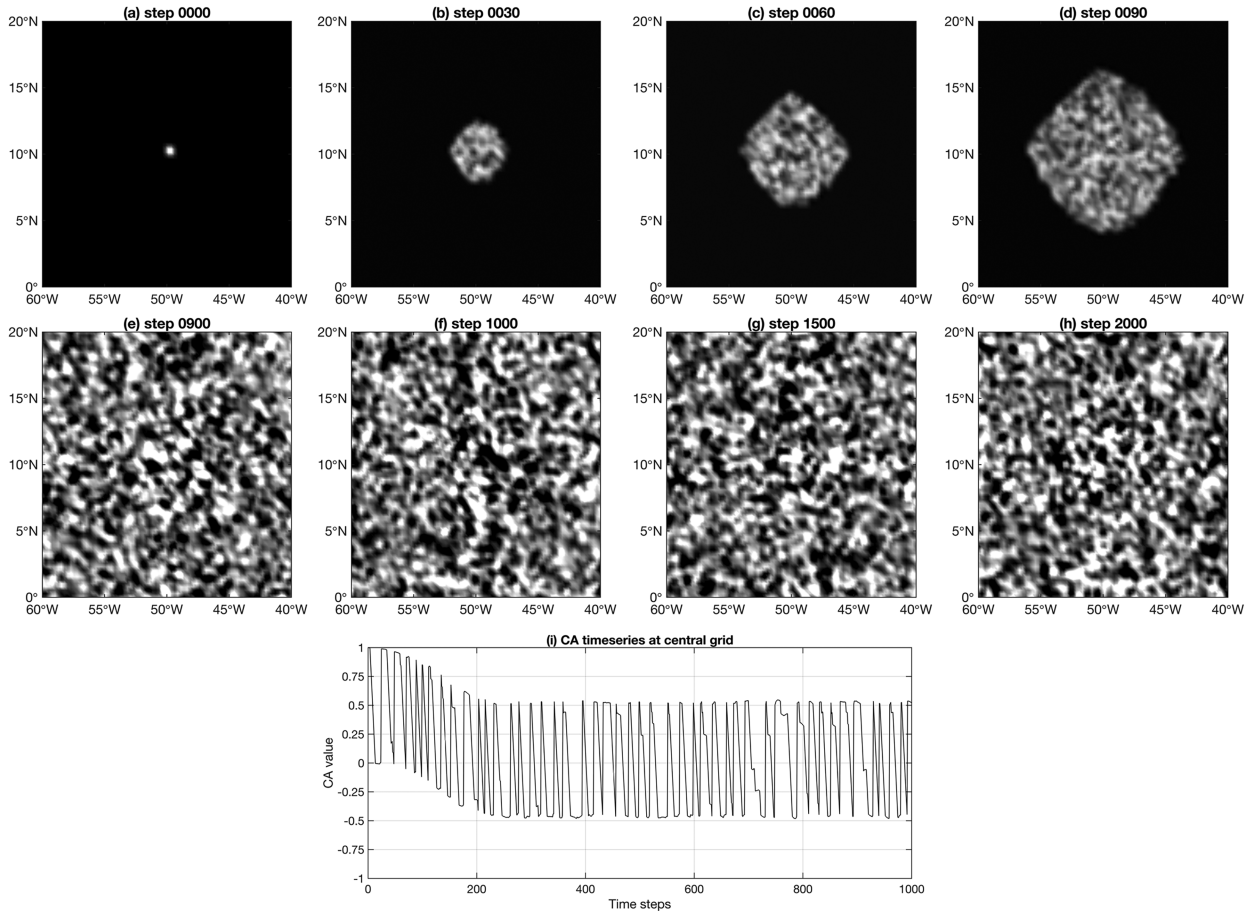 (a) step 0000 (b) step 0030 (c) step 0060 (d) step 0090
20°N 20°N 20°N 20°N
15°N 15°N 15°N 15°N
10°N 10°N 10°N 10°N
5°N 5°N 5°N 5°N
0° 0° 0° 0°
60°W 55°W 50°W 45°W 40°W 60°W 55°W 50°W 45°W 40°W 60°W 55°W 50°W 45°W 40°W 60°W 55°W 50°W 45°W 40°W
(e) step 0900 (f) step 1000 (g) step 1500 (h) step 2000
20°N 20°N 20°N 20°N
15°N 15°N 15°N 15°N
10°N 10°N 10°N 10°N
5°N 5°N 5°N 5°N
0° 0° 0° 0°
60°W 55°W 50°W 45°W 40°W 60°W 55°W 50°W 45°W 40°W 60°W 55°W 50°W 45°W 40°W 60°W 55°W 50°W 45°W 40°W
(i) CA timeseries at central grid
CA value
1
0.75
0.5
0.25
0
-0.25
-0.5
-0.75
-1
0 200 400 600 800 1000
Time steps